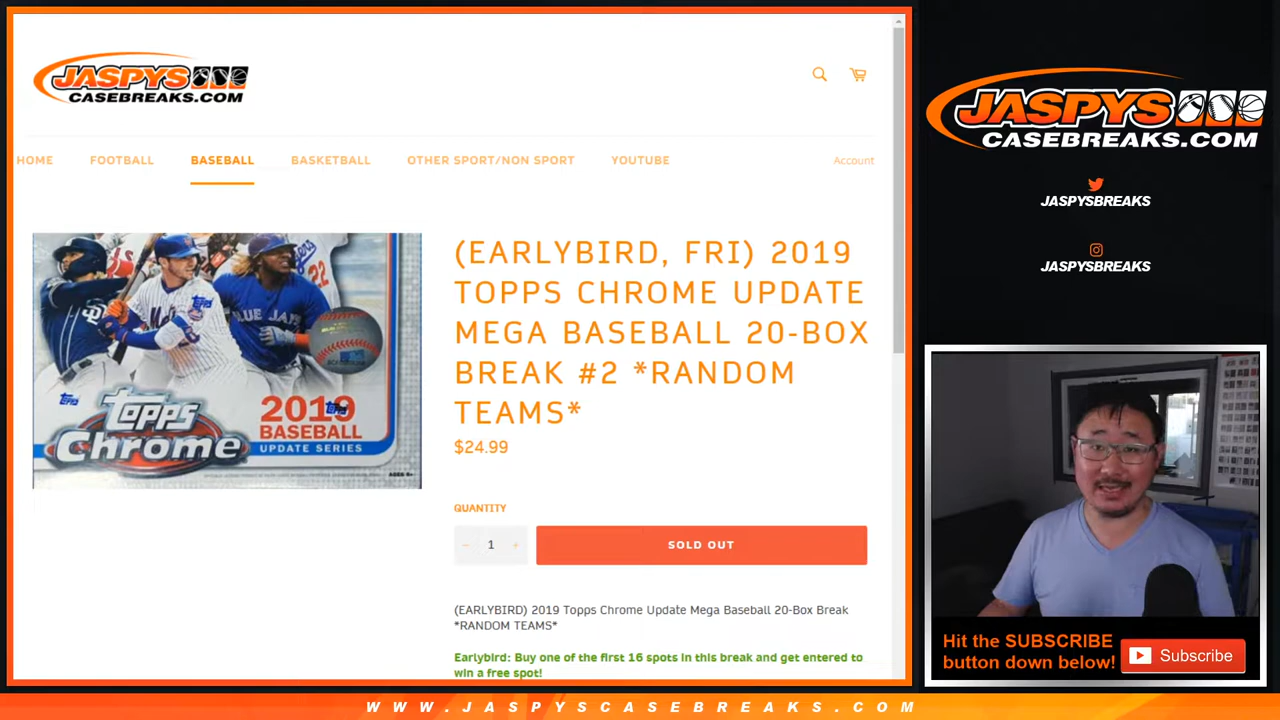 JASPYS
CASEBREAKS.COM
HOME FOOTBALL BASEBALL BASKETBALL OTHER SPORT/NON SPORT YOUTUBE Account
(EARLYBIRD, FRI) 2019
TOPPS CHROME UPDATE
MEGA BASEBALL 20-BOX
BREAK #2 *RANDOM
TEAMS*
$24.99
QUANTITY
− 1 + SOLD OUT
(EARLYBIRD) 2019 Topps Chrome Update Mega Baseball 20-Box Break
*RANDOM TEAMS*
Earlybird: Buy one of the first 16 spots in this break and get entered to
win a free spot!
22
Mets
BLUE JAYS
topps
Chrome
2019
BASEBALL
UPDATE SERIES
JASPYS
CASEBREAKS.COM
JASPYSBREAKS
JASPYSBREAKS
Hit the SUBSCRIBE
button down below!
Subscribe
WWW.JASPYSCASEBREAKS.COM